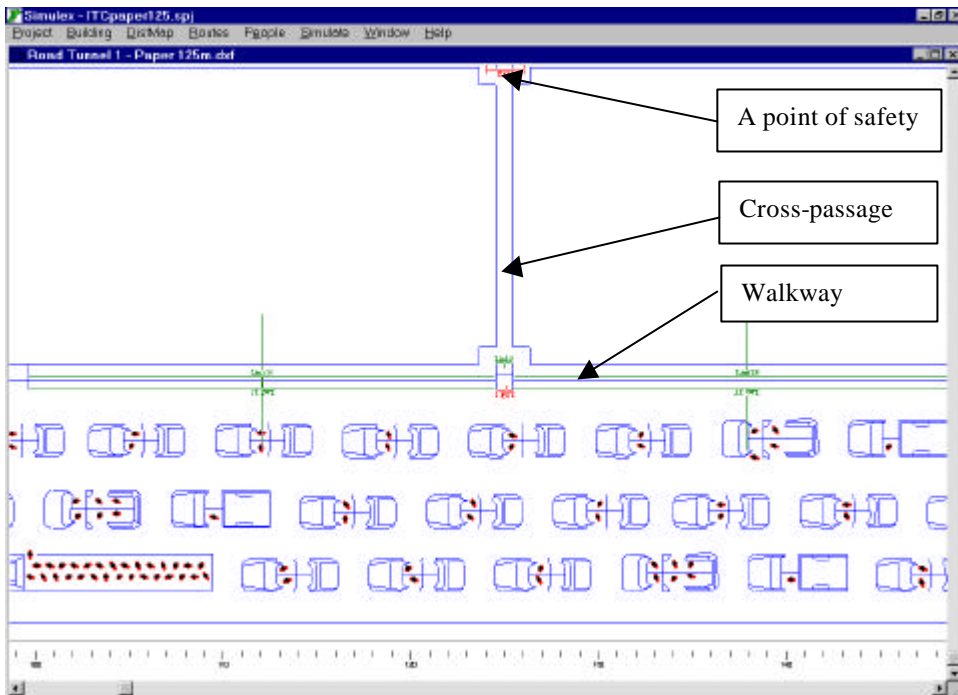 Simulex - ITCpaper125.spj
Project Building DistMap Routes People Simulate Window Help
Road Tunnel 1 - Paper 125m.dxf
A point of safety
Cross-passage
Walkway